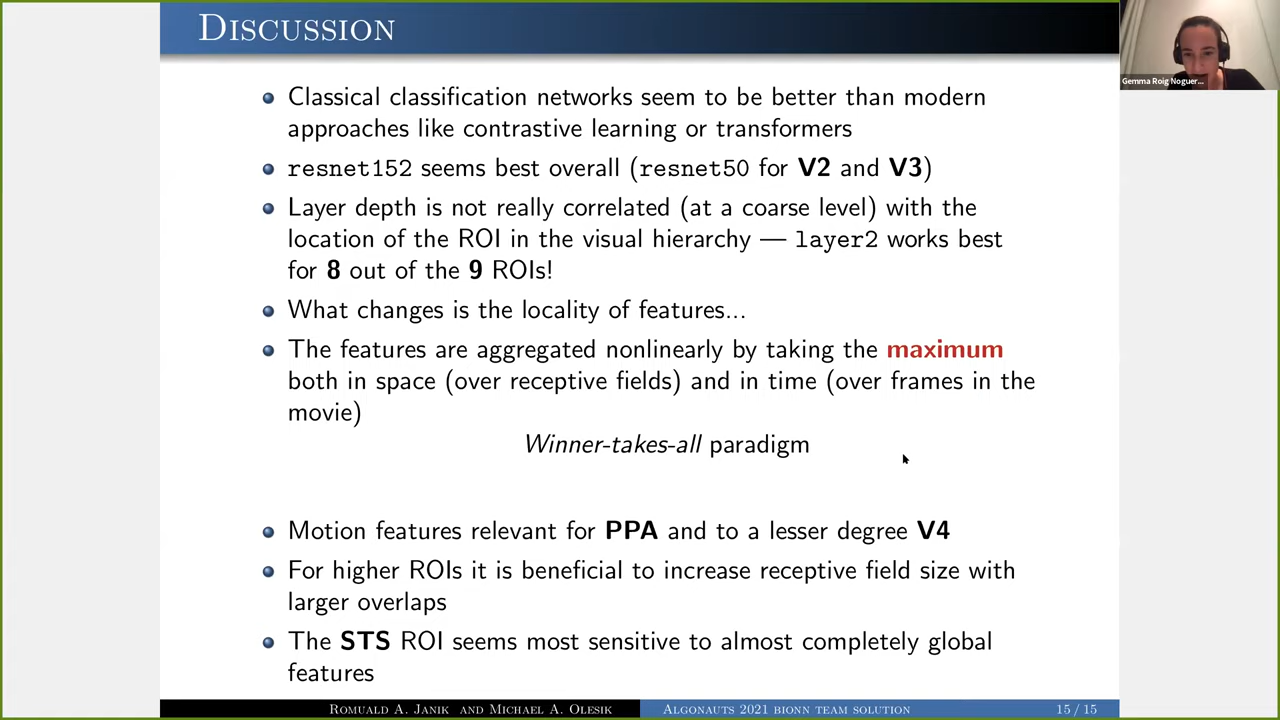 DISCUSSION
Gemma Roig Noguer...
Classical classification networks seem to be better than modern
approaches like contrastive learning or transformers
resnet152 seems best overall (resnet50 for V2 and V3)
Layer depth is not really correlated (at a coarse level) with the
location of the ROI in the visual hierarchy — layer2 works best
for 8 out of the 9 ROIs!
What changes is the locality of features...
The features are aggregated nonlinearly by taking the maximum
both in space (over receptive fields) and in time (over frames in the
movie)
Winner-takes-all paradigm
Motion features relevant for PPA and to a lesser degree V4
For higher ROIs it is beneficial to increase receptive field size with
larger overlaps
The STS ROI seems most sensitive to almost completely global
features
ROMUALD A. JANIK AND MICHAEL A. OLESIK ALGONAUTS 2021 BIONN TEAM SOLUTION 15 / 15